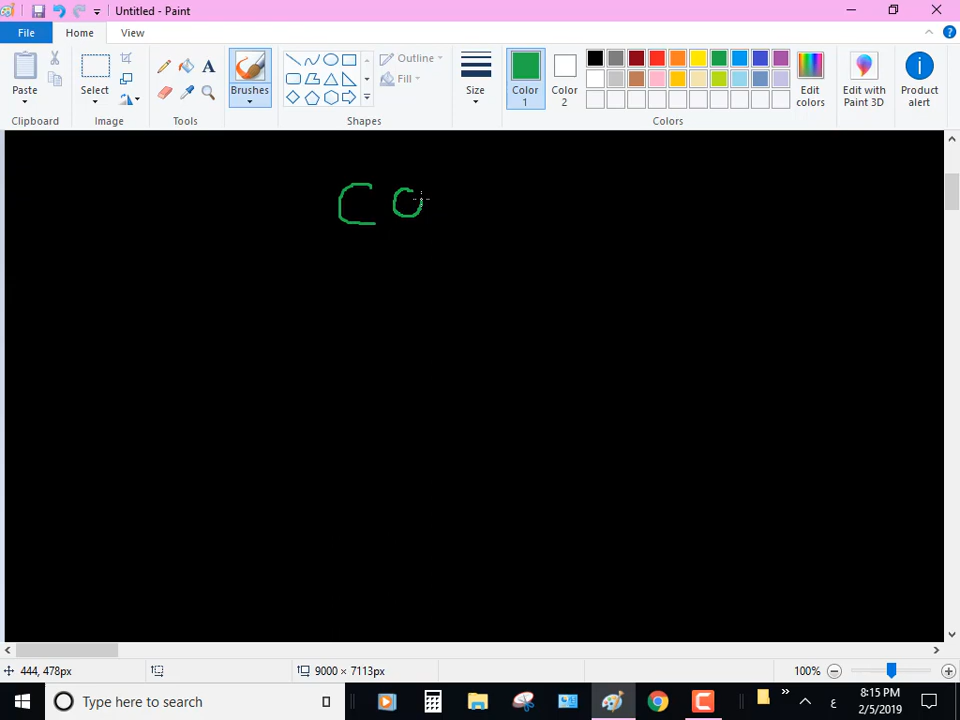 Untitled - Paint
File
Home
View
Paste
Select
Brushes
Outline
Fill
Size
Color 1
Color 2
Edit colors
Edit with Paint 3D
Product alert
Clipboard
Image
Tools
Shapes
Colors
A
?
i
C O
444, 478px
9000 × 7113px
100%
Type here to search
ع
8:15 PM
2/5/2019